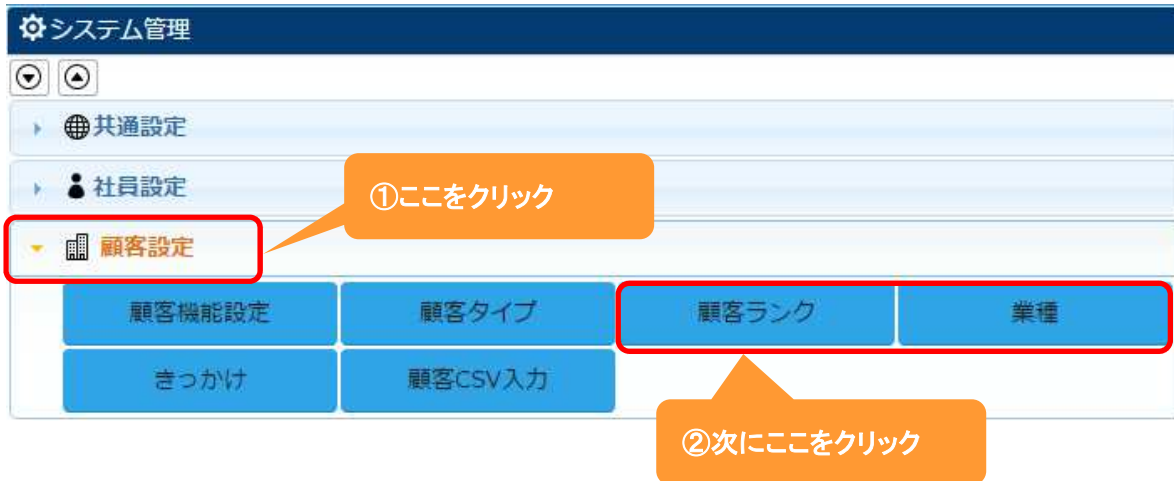 システム管理
共通設定
社員設定
①ここをクリック
顧客設定
顧客機能設定 顧客タイプ 顧客ランク 業種
きっかけ 顧客CSV入力
②次にここをクリック